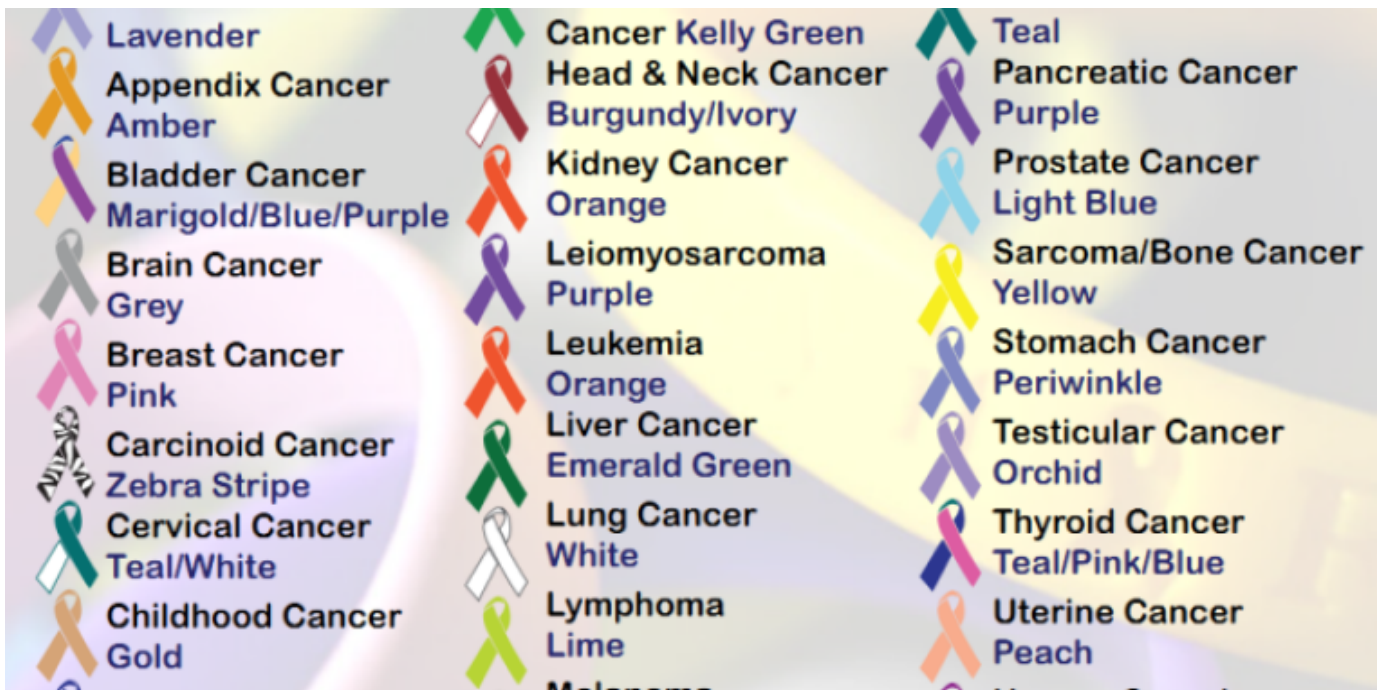 Lavender
Appendix Cancer
Amber
Bladder Cancer
Marigold/Blue/Purple
Brain Cancer
Grey
Breast Cancer
Pink
Carcinoid Cancer
Zebra Stripe
Cervical Cancer
Teal/White
Childhood Cancer
Gold
Cancer Kelly Green
Head & Neck Cancer
Burgundy/Ivory
Kidney Cancer
Orange
Leiomyosarcoma
Purple
Leukemia
Orange
Liver Cancer
Emerald Green
Lung Cancer
White
Lymphoma
Lime
Melanoma
Teal
Pancreatic Cancer
Purple
Prostate Cancer
Light Blue
Sarcoma/Bone Cancer
Yellow
Stomach Cancer
Periwinkle
Testicular Cancer
Orchid
Thyroid Cancer
Teal/Pink/Blue
Uterine Cancer
Peach